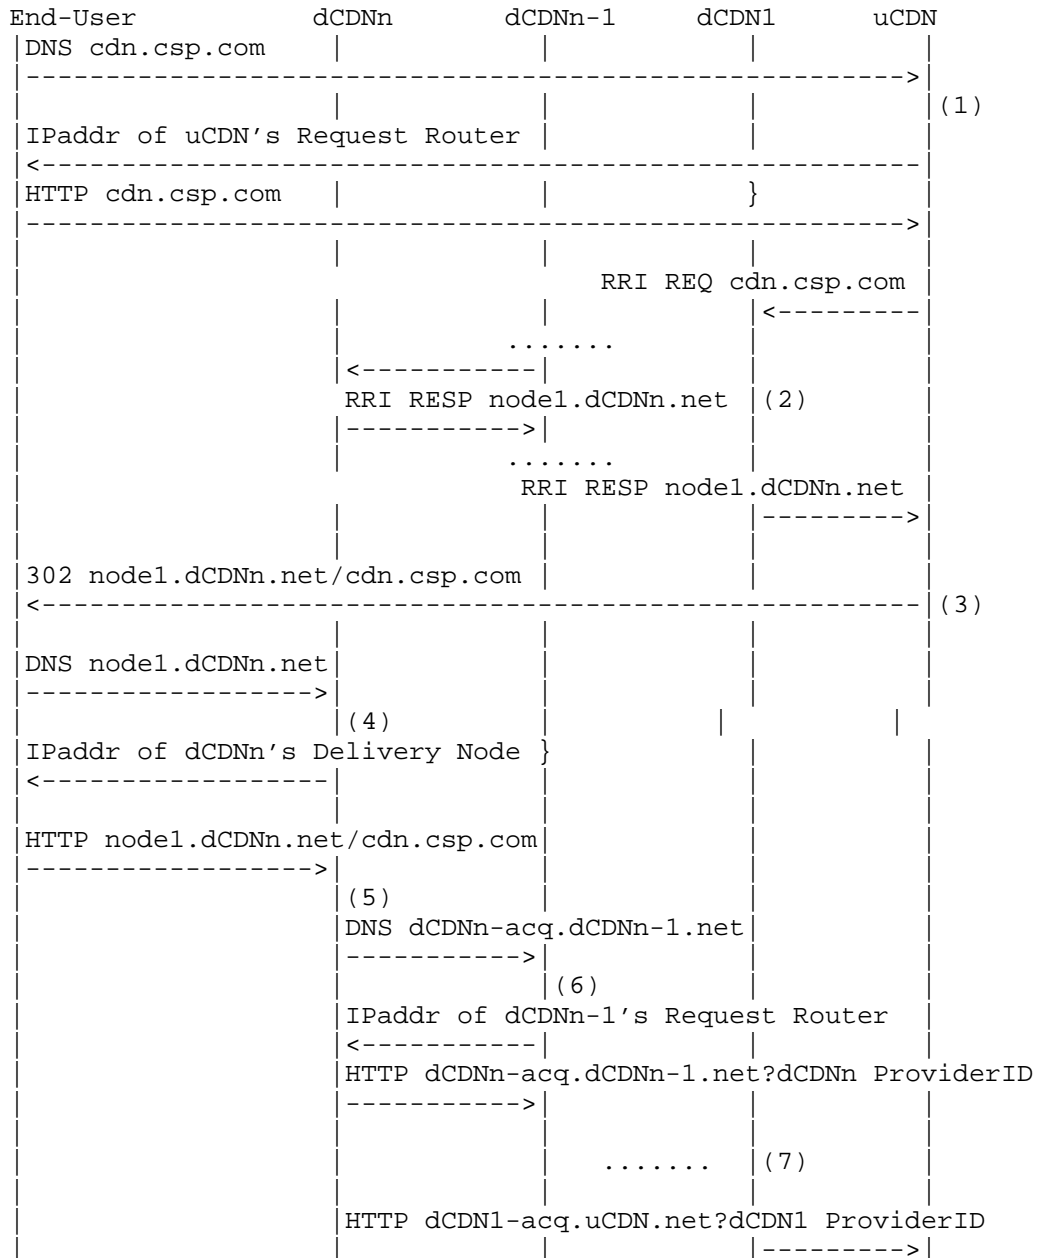 End-User dCDNn dCDNn-1 dCDN1 uCDN
|DNS cdn.csp.com | | | |
|------------------------------------------------------->|
| | | | |(1)
|IPaddr of uCDN's Request Router | | |
|<-------------------------------------------------------|
|HTTP cdn.csp.com | | } |
|------------------------------------------------------->|
| | | | |
| RRI REQ cdn.csp.com |
| | | |<---------|
| | ....... | |
| |<------------| | |
| RRI RESP node1.dCDNn.net |(2) |
| |----------->| | |
| | ....... | |
| RRI RESP node1.dCDNn.net |
| | | |--------->|
| | | | |
|302 node1.dCDNn.net/cdn.csp.com | | |
|<-------------------------------------------------------|(3)
| | | | |
|DNS node1.dCDNn.net| | | |
|------------------>| | | |
| |(4) | | |
|IPaddr of dCDNn's Delivery Node } | |
|<------------------| | | |
| | | | |
|HTTP node1.dCDNn.net/cdn.csp.com| | |
|------------------>| | | |
| |(5) | | |
| |DNS dCDNn-acq.dCDNn-1.net| |
| |----------->| | |
| | |(6) | |
| |IPaddr of dCDNn-1's Request Router |
| |<------------| | |
| |HTTP dCDNn-acq.dCDNn-1.net?dCDNn ProviderID
| |----------->| | |
| | | | |
| | | ....... |(7) |
| | | | |
| |HTTP dCDN1-acq.uCDN.net?dCDN1 ProviderID
| | | |--------->|